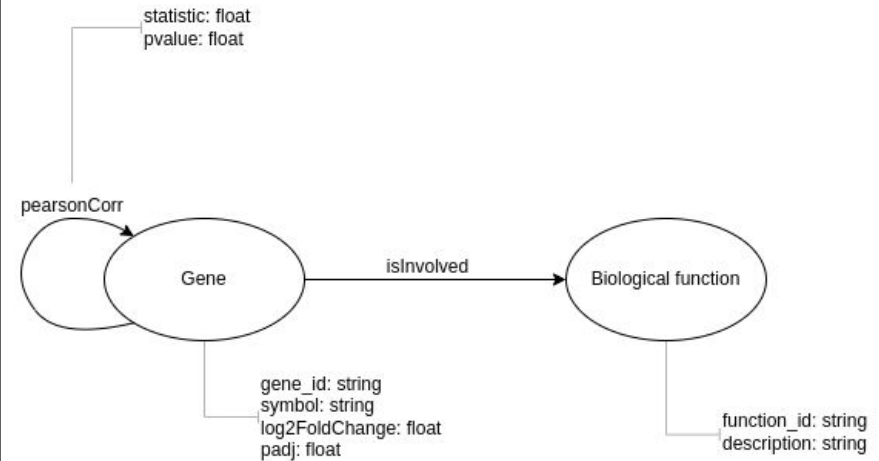 statistic: float
pvalue: float
pearsonCorr
Gene
isInvolved
Biological function
gene_id: string
symbol: string
log2FoldChange: float
padj: float
function_id: string
description: string